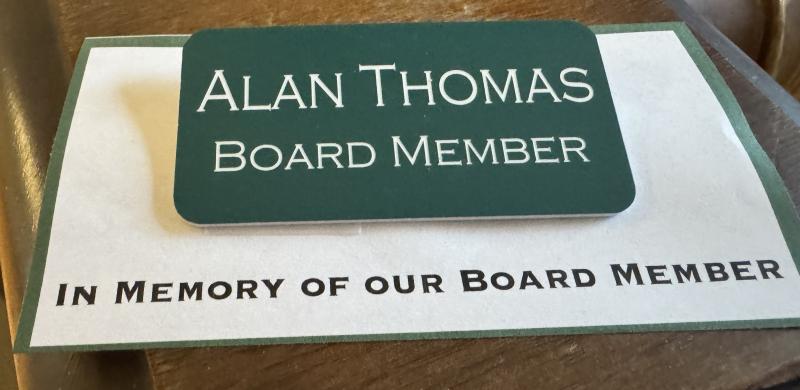 ALAN THOMAS
BOARD MEMBER
IN MEMORY OF OUR BOARD MEMBER